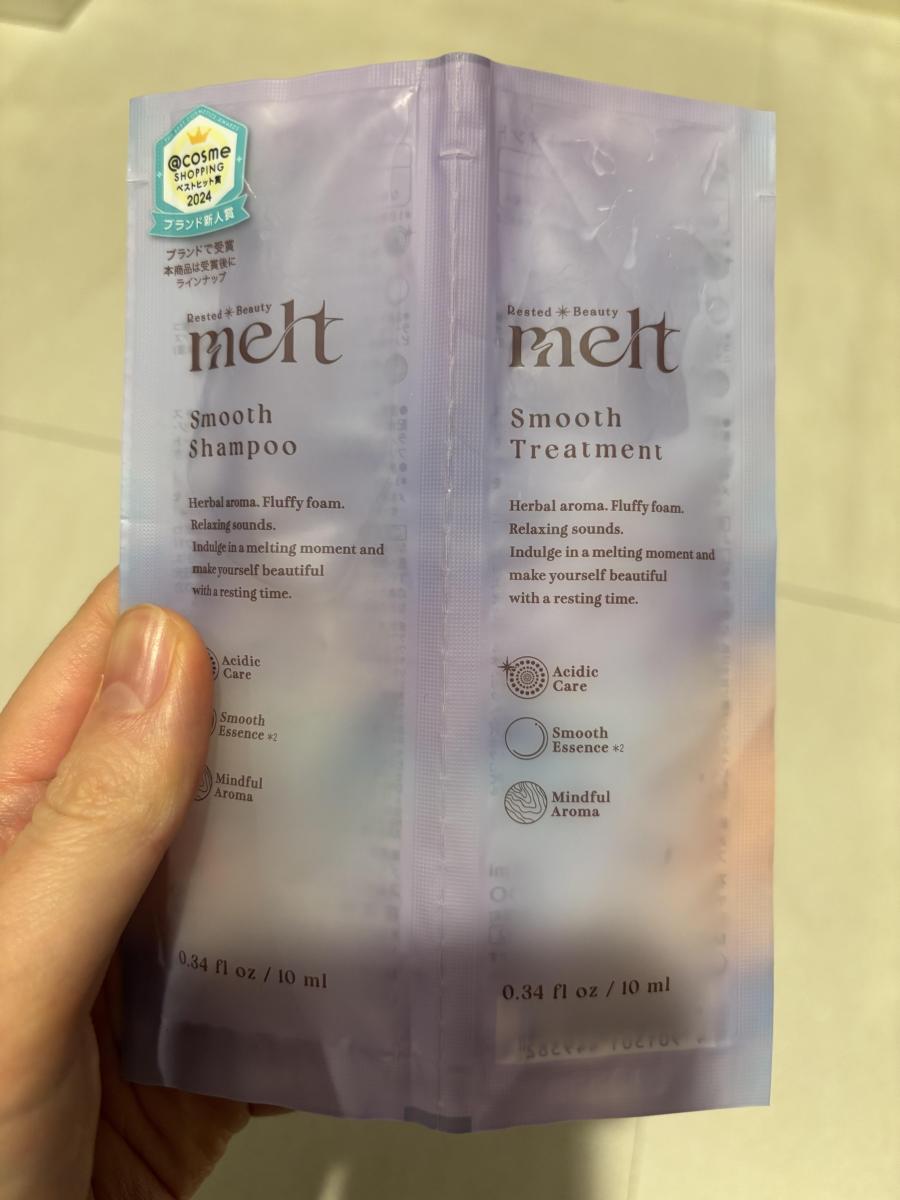 THE BEST COSMETICS AWARDS
@cosme
SHOPPING
ベストヒット賞
2024
ブランド新人賞
ブランドで受賞
本商品は受賞後に
ラインナップ
Rested Beauty
melt
Smooth
Shampoo
Herbal aroma. Fluffy foam.
Relaxing sounds.
Indulge in a melting moment and
make yourself beautiful
with a resting time.
Acidic
Care
Smooth
Essence *2
Mindful
Aroma
0.34 fl oz / 10 ml
Rested Beauty
melt
Smooth
Treatment
Herbal aroma. Fluffy foam.
Relaxing sounds.
Indulge in a melting moment and
make yourself beautiful
with a resting time.
Acidic
Care
Smooth
Essence *2
Mindful
Aroma
0.34 fl oz / 10 ml